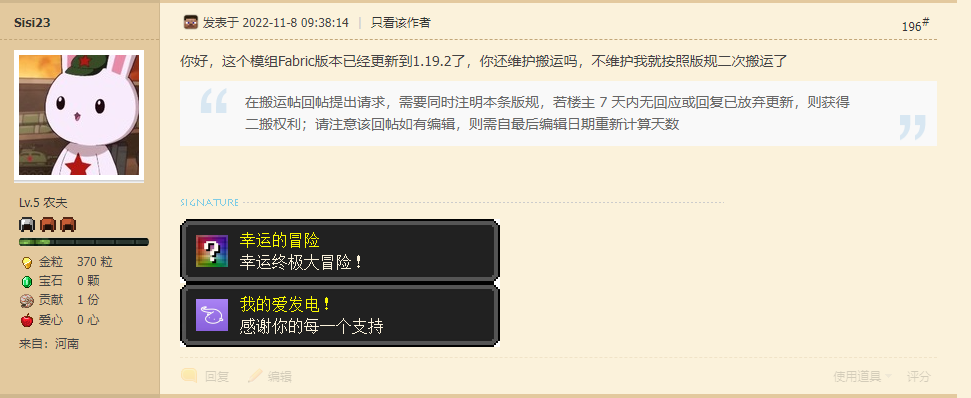 Sisi23
发表于 2022-11-8 09:38:14 | 只看该作者
196#
你好，这个模组Fabric版本已经更新到1.19.2了，你还维护搬运吗，不维护我就按照版规二次搬运了
在搬运帖回帖提出请求，需要同时注明本条版规，若楼主 7 天内无回应或回复已放弃更新，则获得
二搬权利；请注意该回帖如有编辑，则需自最后编辑日期重新计算天数
Lv.5 农夫
金粒 370 粒
宝石 0 颗
贡献 1 份
爱心 0 心
来自：河南
SIGNATURE
幸运的冒险
幸运终极大冒险！
我的爱发电！
感谢你的每一个支持
回复 编辑
使用道具 评分